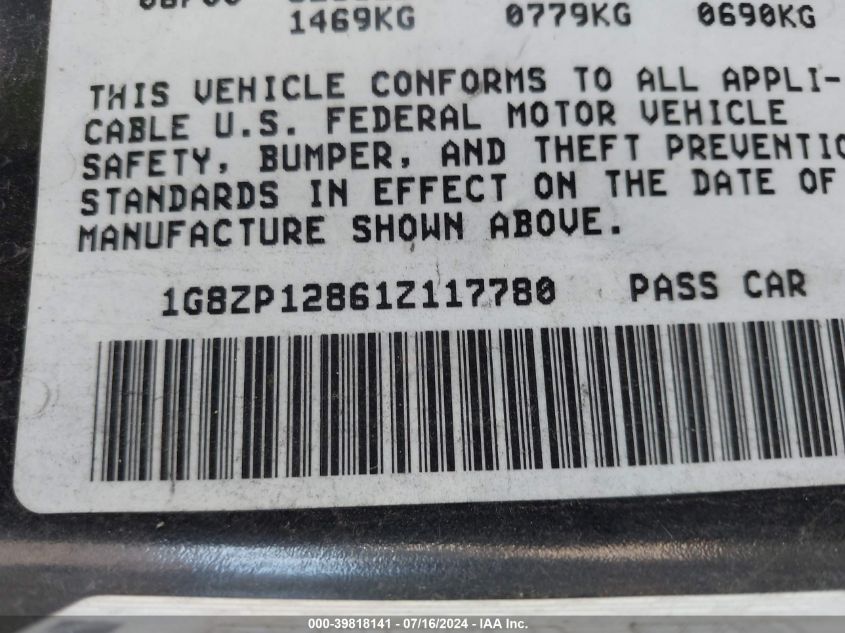 1469KG 0779KG 0690KG
THIS VEHICLE CONFORMS TO ALL APPLI-
CABLE U.S. FEDERAL MOTOR VEHICLE
SAFETY, BUMPER, AND THEFT PREVENTIO
STANDARDS IN EFFECT ON THE DATE OF
MANUFACTURE SHOWN ABOVE.
1G8ZP12861Z117780 PASS CAR
000-39818141 - 07/16/2024 - IAA Inc.